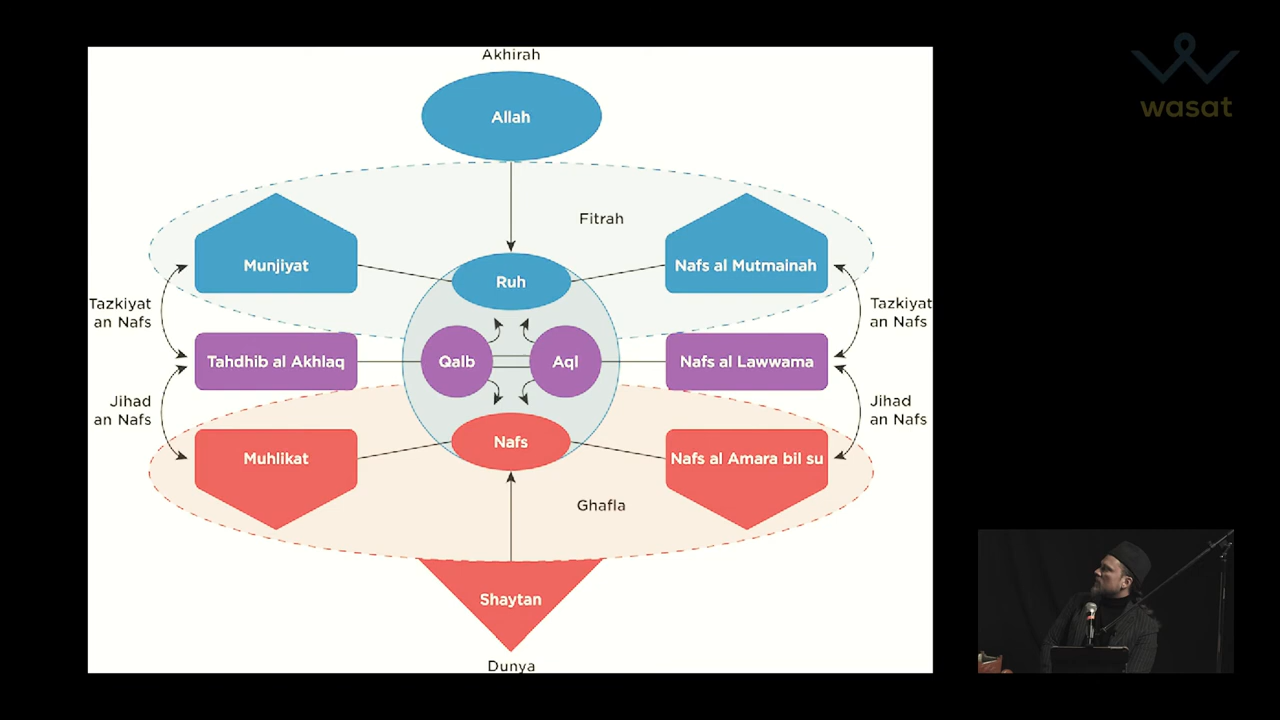 Akhirah
wasat
Allah
Fitrah
Munjiyat
Nafs al Mutmainah
Ruh
Tazkiyat
an Nafs
Tazkiyat
an Nafs
Tahdhib al Akhlaq
Qalb
Aql
Nafs al Lawwama
Jihad
an Nafs
Jihad
an Nafs
Nafs
Muhlikat
Nafs al Amara bil su
Ghafla
Shaytan
Dunya